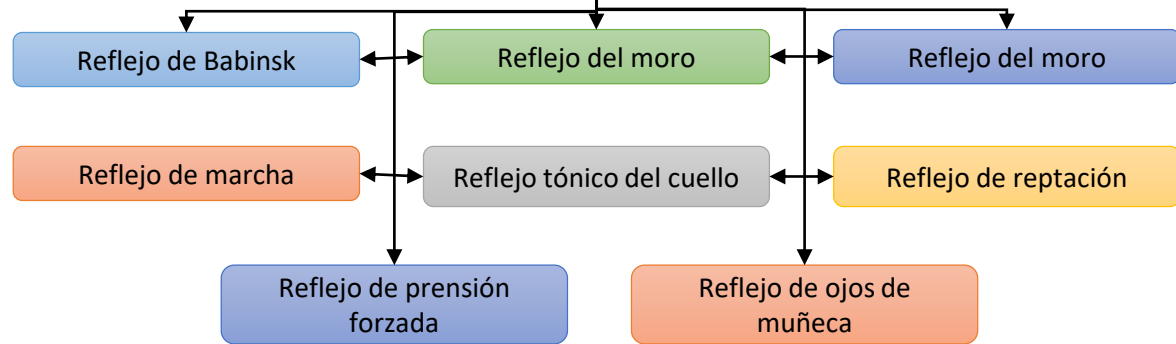 Reflejo de Babinsk
Reflejo del moro
Reflejo del moro
Reflejo de marcha
Reflejo tónico del cuello
Reflejo de reptación
Reflejo de prensión
forzada
Reflejo de ojos de
muñeca